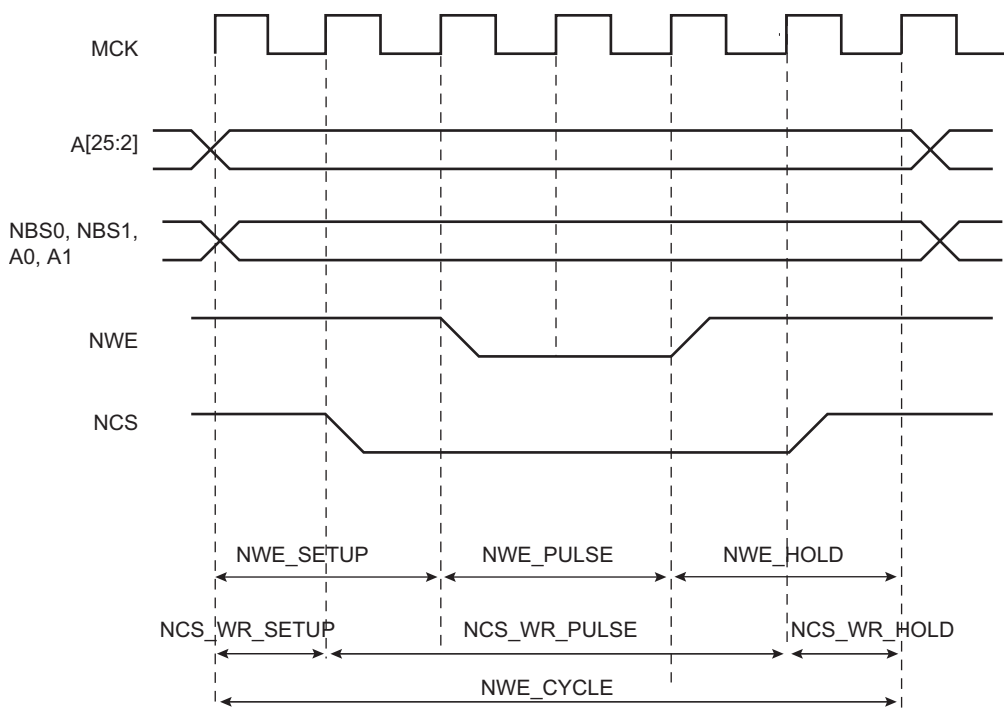 MCK
A[25:2]
NBS0, NBS1,
A0, A1
NWE
NCS
NWE_SETUP NWE_PULSE NWE_HOLD
NCS_WR_SETUP NCS_WR_PULSE NCS_WR_HOLD
NWE_CYCLE